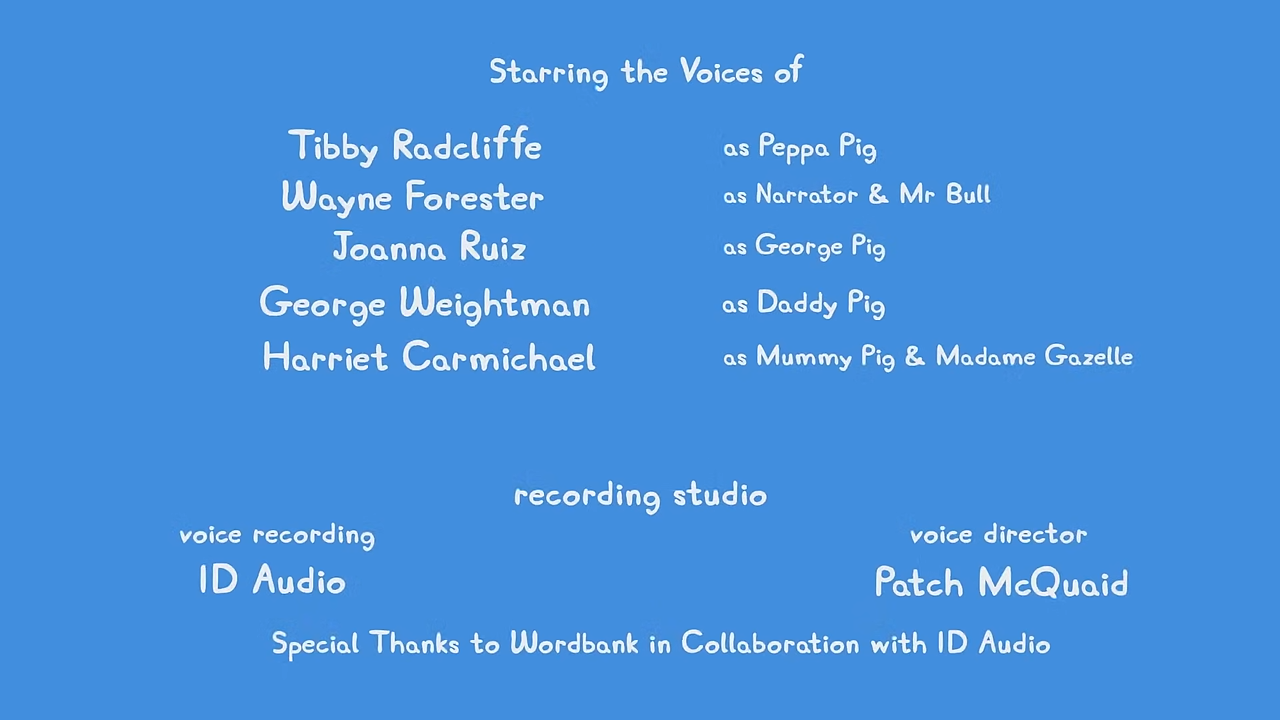 Starring the Voices of
Tibby Radcliffe as Peppa Pig
Wayne Forester as Narrator & Mr Bull
Joanna Ruiz as George Pig
George Weightman as Daddy Pig
Harriet Carmichael as Mummy Pig & Madame Gazelle
recording studio
voice recording voice director
ID Audio Patch McQuaid
Special Thanks to Wordbank in Collaboration with ID Audio